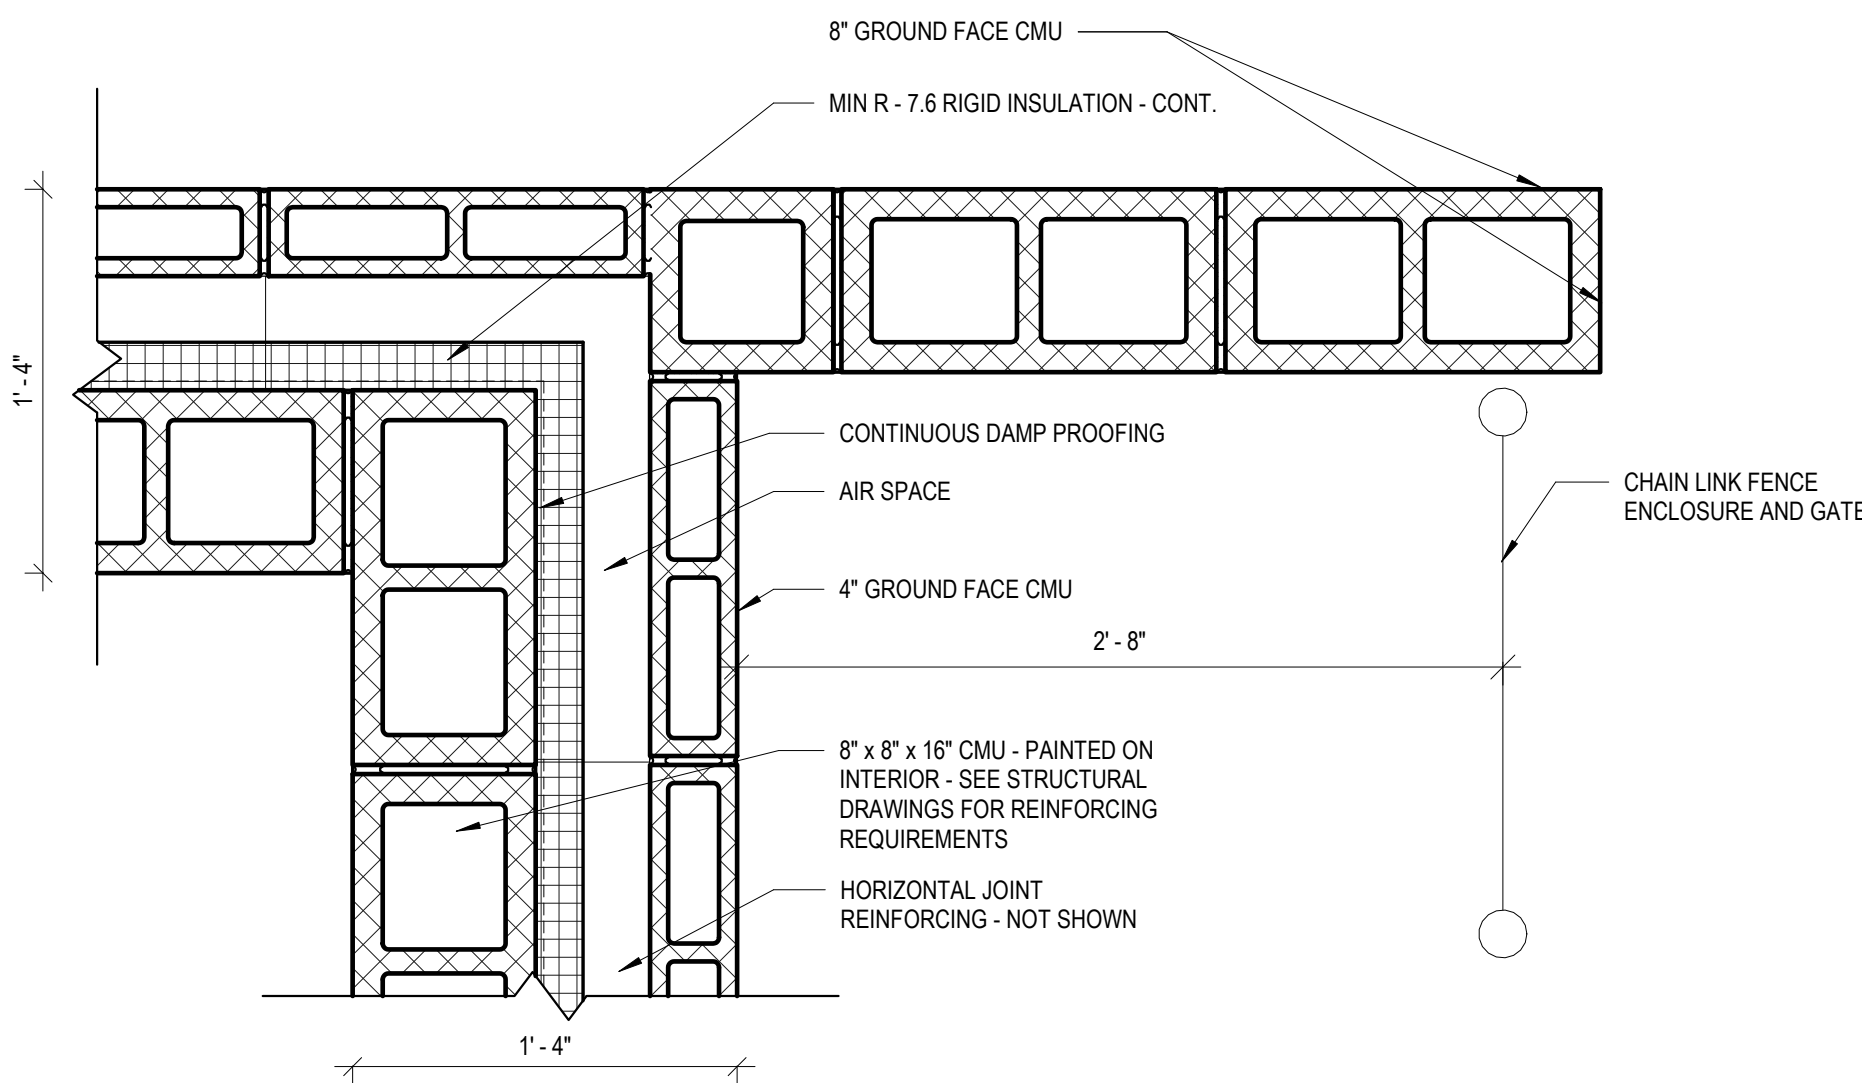 8" GROUND FACE CMU
MIN R - 7.6 RIGID INSULATION - CONT.
1' - 4"
CONTINUOUS DAMP PROOFING
AIR SPACE
CHAIN LINK FENCE
ENCLOSURE AND GATE
4" GROUND FACE CMU
2' - 8"
8" x 8" x 16" CMU - PAINTED ON
INTERIOR - SEE STRUCTURAL
DRAWINGS FOR REINFORCING
REQUIREMENTS
HORIZONTAL JOINT
REINFORCING - NOT SHOWN
1' - 4"